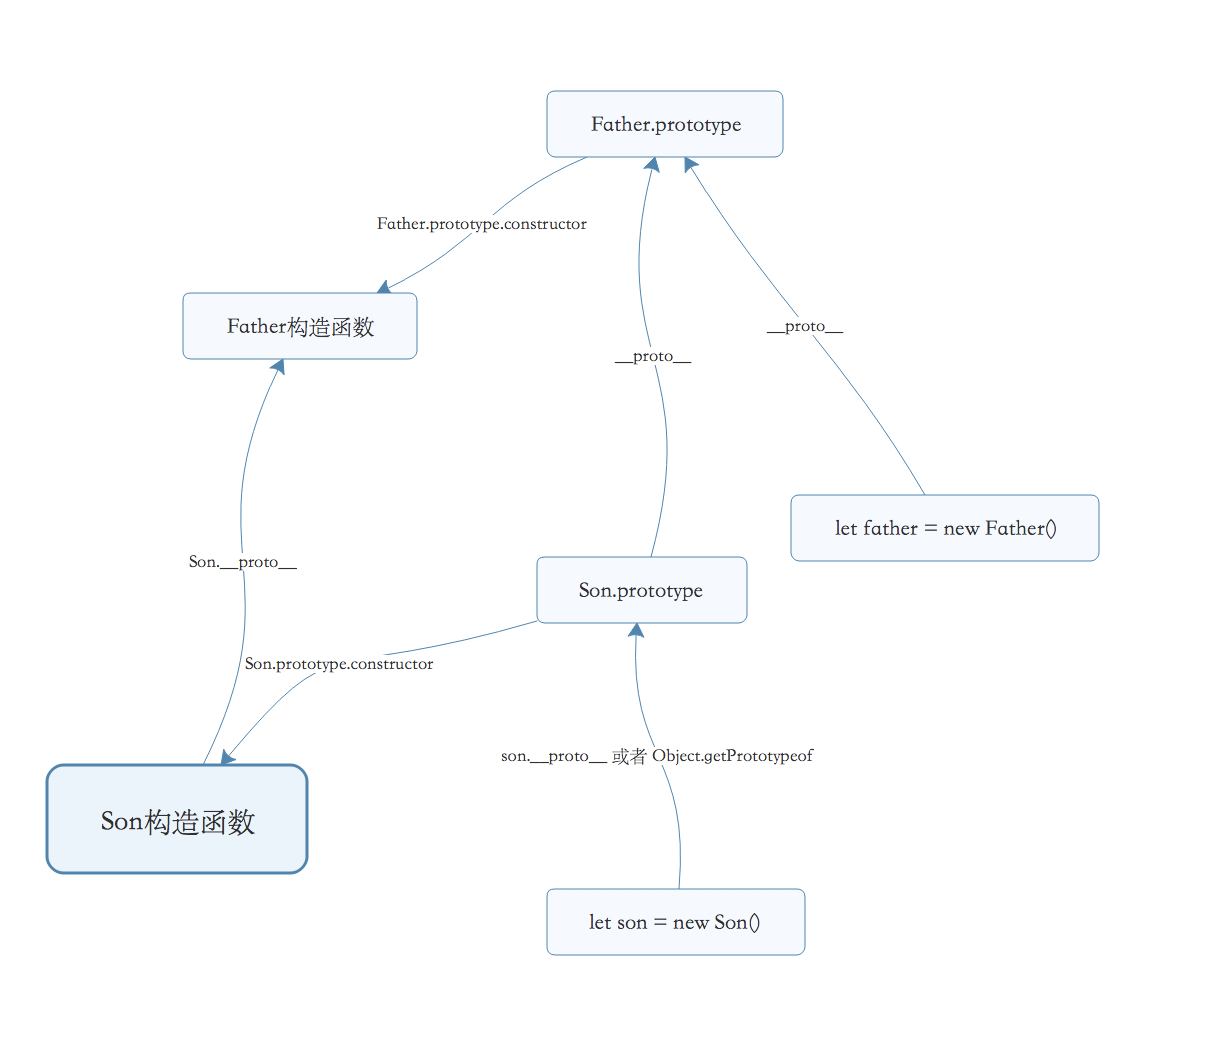 Father.prototype
Father.prototype.constructor
Father构造函数
__proto__
__proto__
let father = new Father()
Son.__proto__
Son.prototype
Son.prototype.constructor
son.__proto__ 或者 Object.getPrototypeof
Son构造函数
let son = new Son()